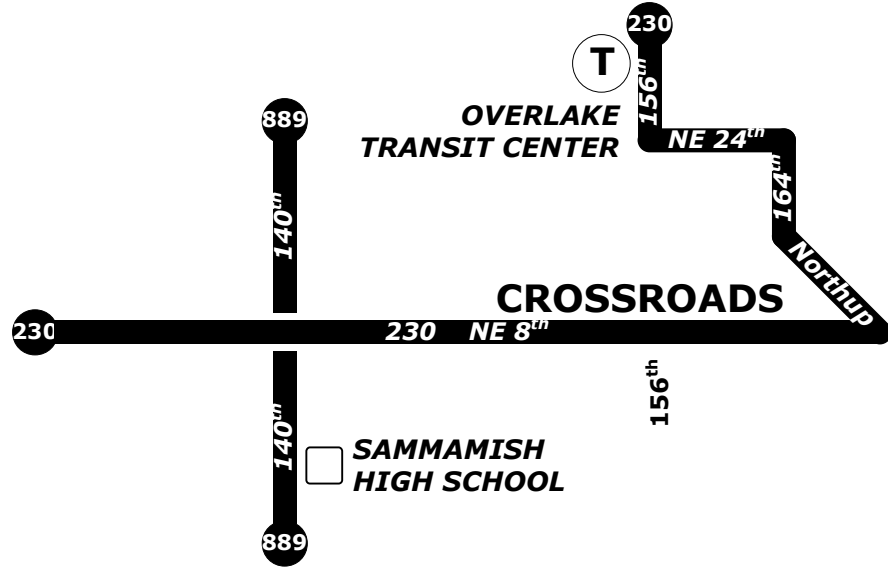 230
T
156th
889
OVERLAKE
TRANSIT CENTER
NE 24th
164th
140th
Northup
CROSSROADS
230
230 NE 8th
156th
140th
SAMMAMISH
HIGH SCHOOL
889